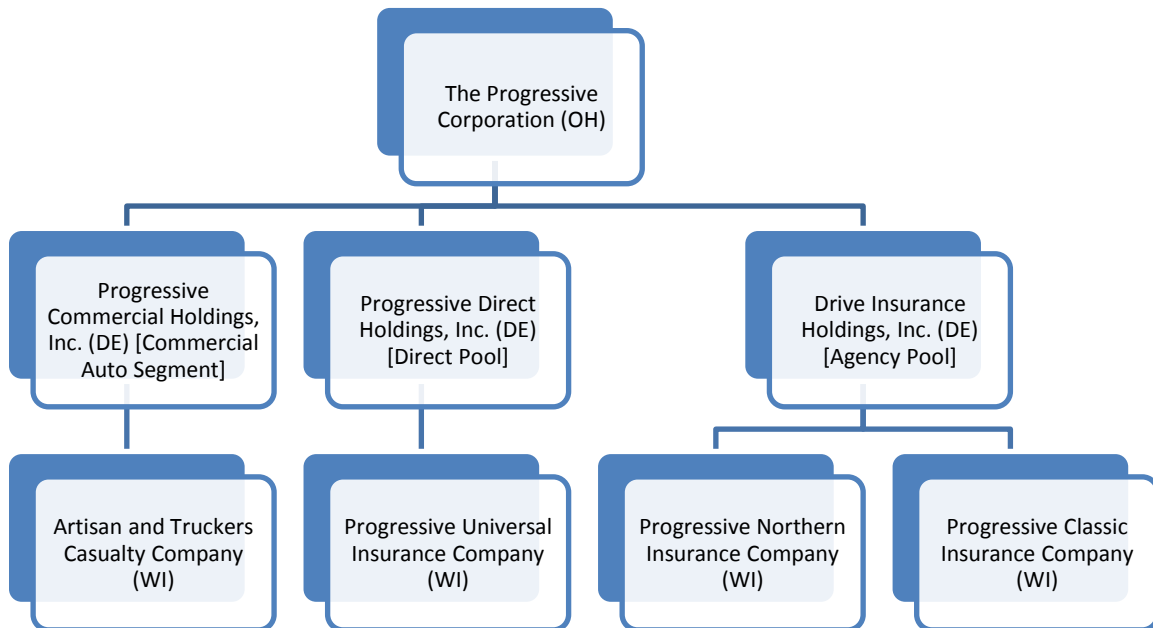 The Progressive
Corporation (OH)
Progressive
Commercial Holdings,
Inc. (DE) [Commercial
Auto Segment]
Progressive Direct
Holdings, Inc. (DE)
[Direct Pool]
Drive Insurance
Holdings, Inc. (DE)
[Agency Pool]
Artisan and Truckers
Casualty Company
(WI)
Progressive Universal
Insurance Company
(WI)
Progressive Northern
Insurance Company
(WI)
Progressive Classic
Insurance Company
(WI)